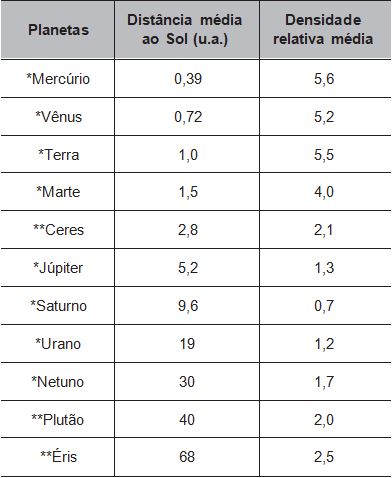 Planetas Distância média ao Sol (u.a.) Densidade relativa média
*Mercúrio 0,39 5,6
*Vênus 0,72 5,2
*Terra 1,0 5,5
*Marte 1,5 4,0
**Ceres 2,8 2,1
*Júpiter 5,2 1,3
*Saturno 9,6 0,7
*Urano 19 1,2
*Netuno 30 1,7
**Plutão 40 2,0
**Éris 68 2,5